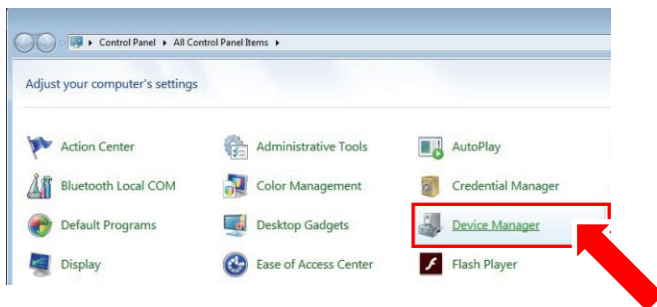 Control Panel ▸ All Control Panel Items ▸
Adjust your computer's settings
Action Center Administrative Tools AutoPlay
Bluetooth Local COM Color Management Credential Manager
Default Programs Desktop Gadgets Device Manager
Display Ease of Access Center Flash Player